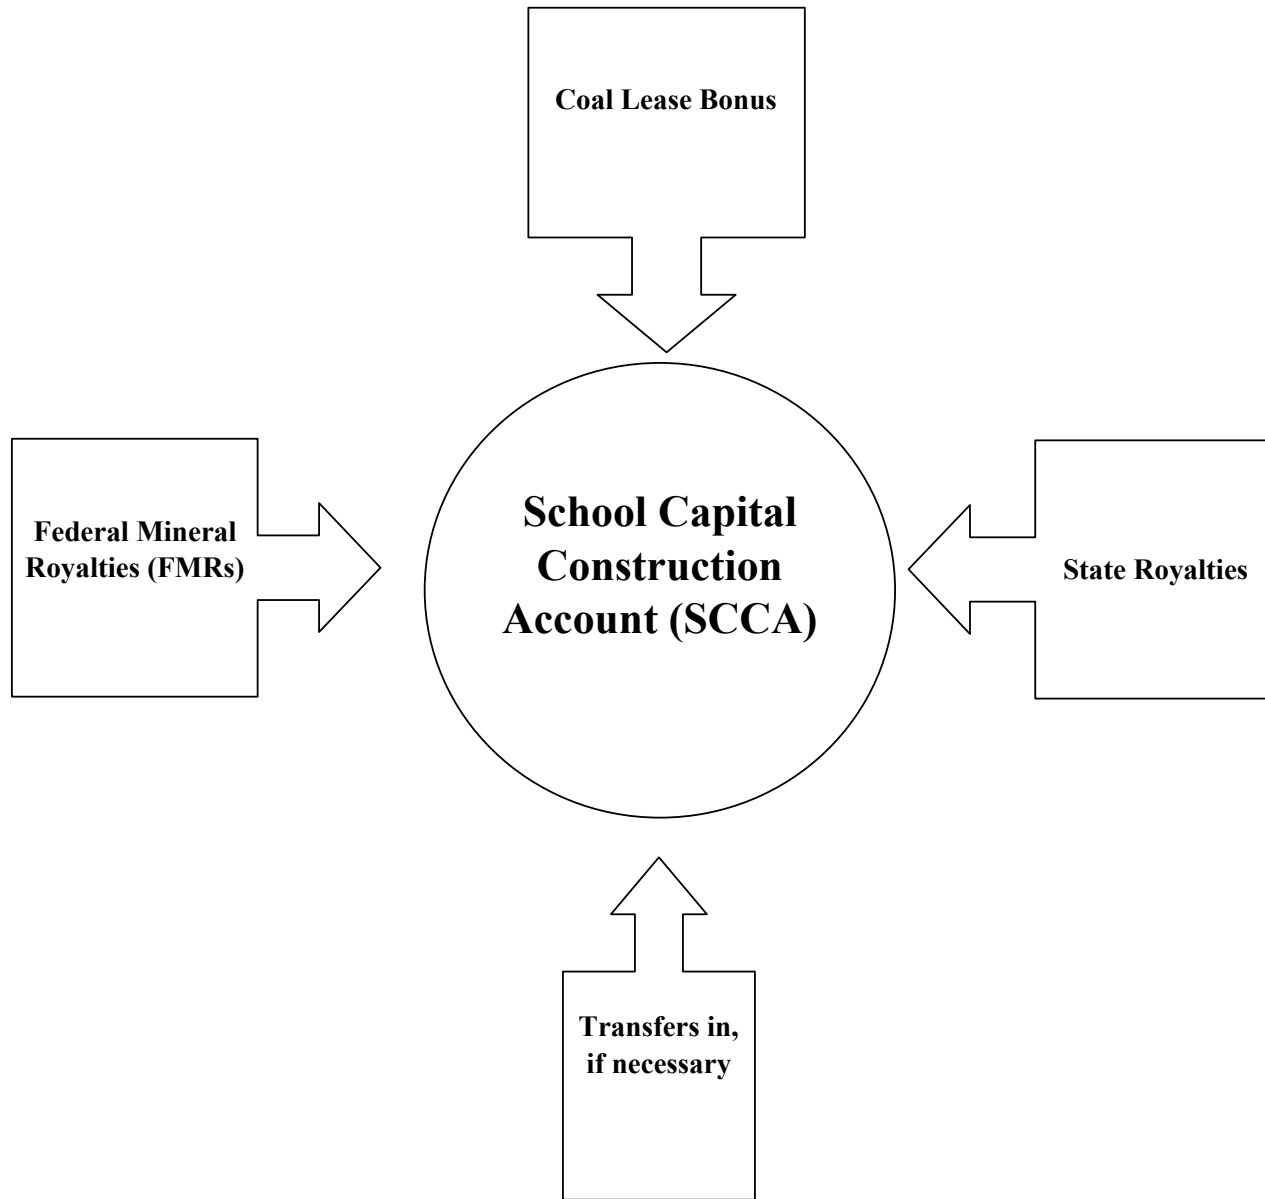 Coal Lease Bonus
Federal Mineral
Royalties (FMRs)
School Capital
Construction
Account (SCCA)
State Royalties
Transfers in,
if necessary